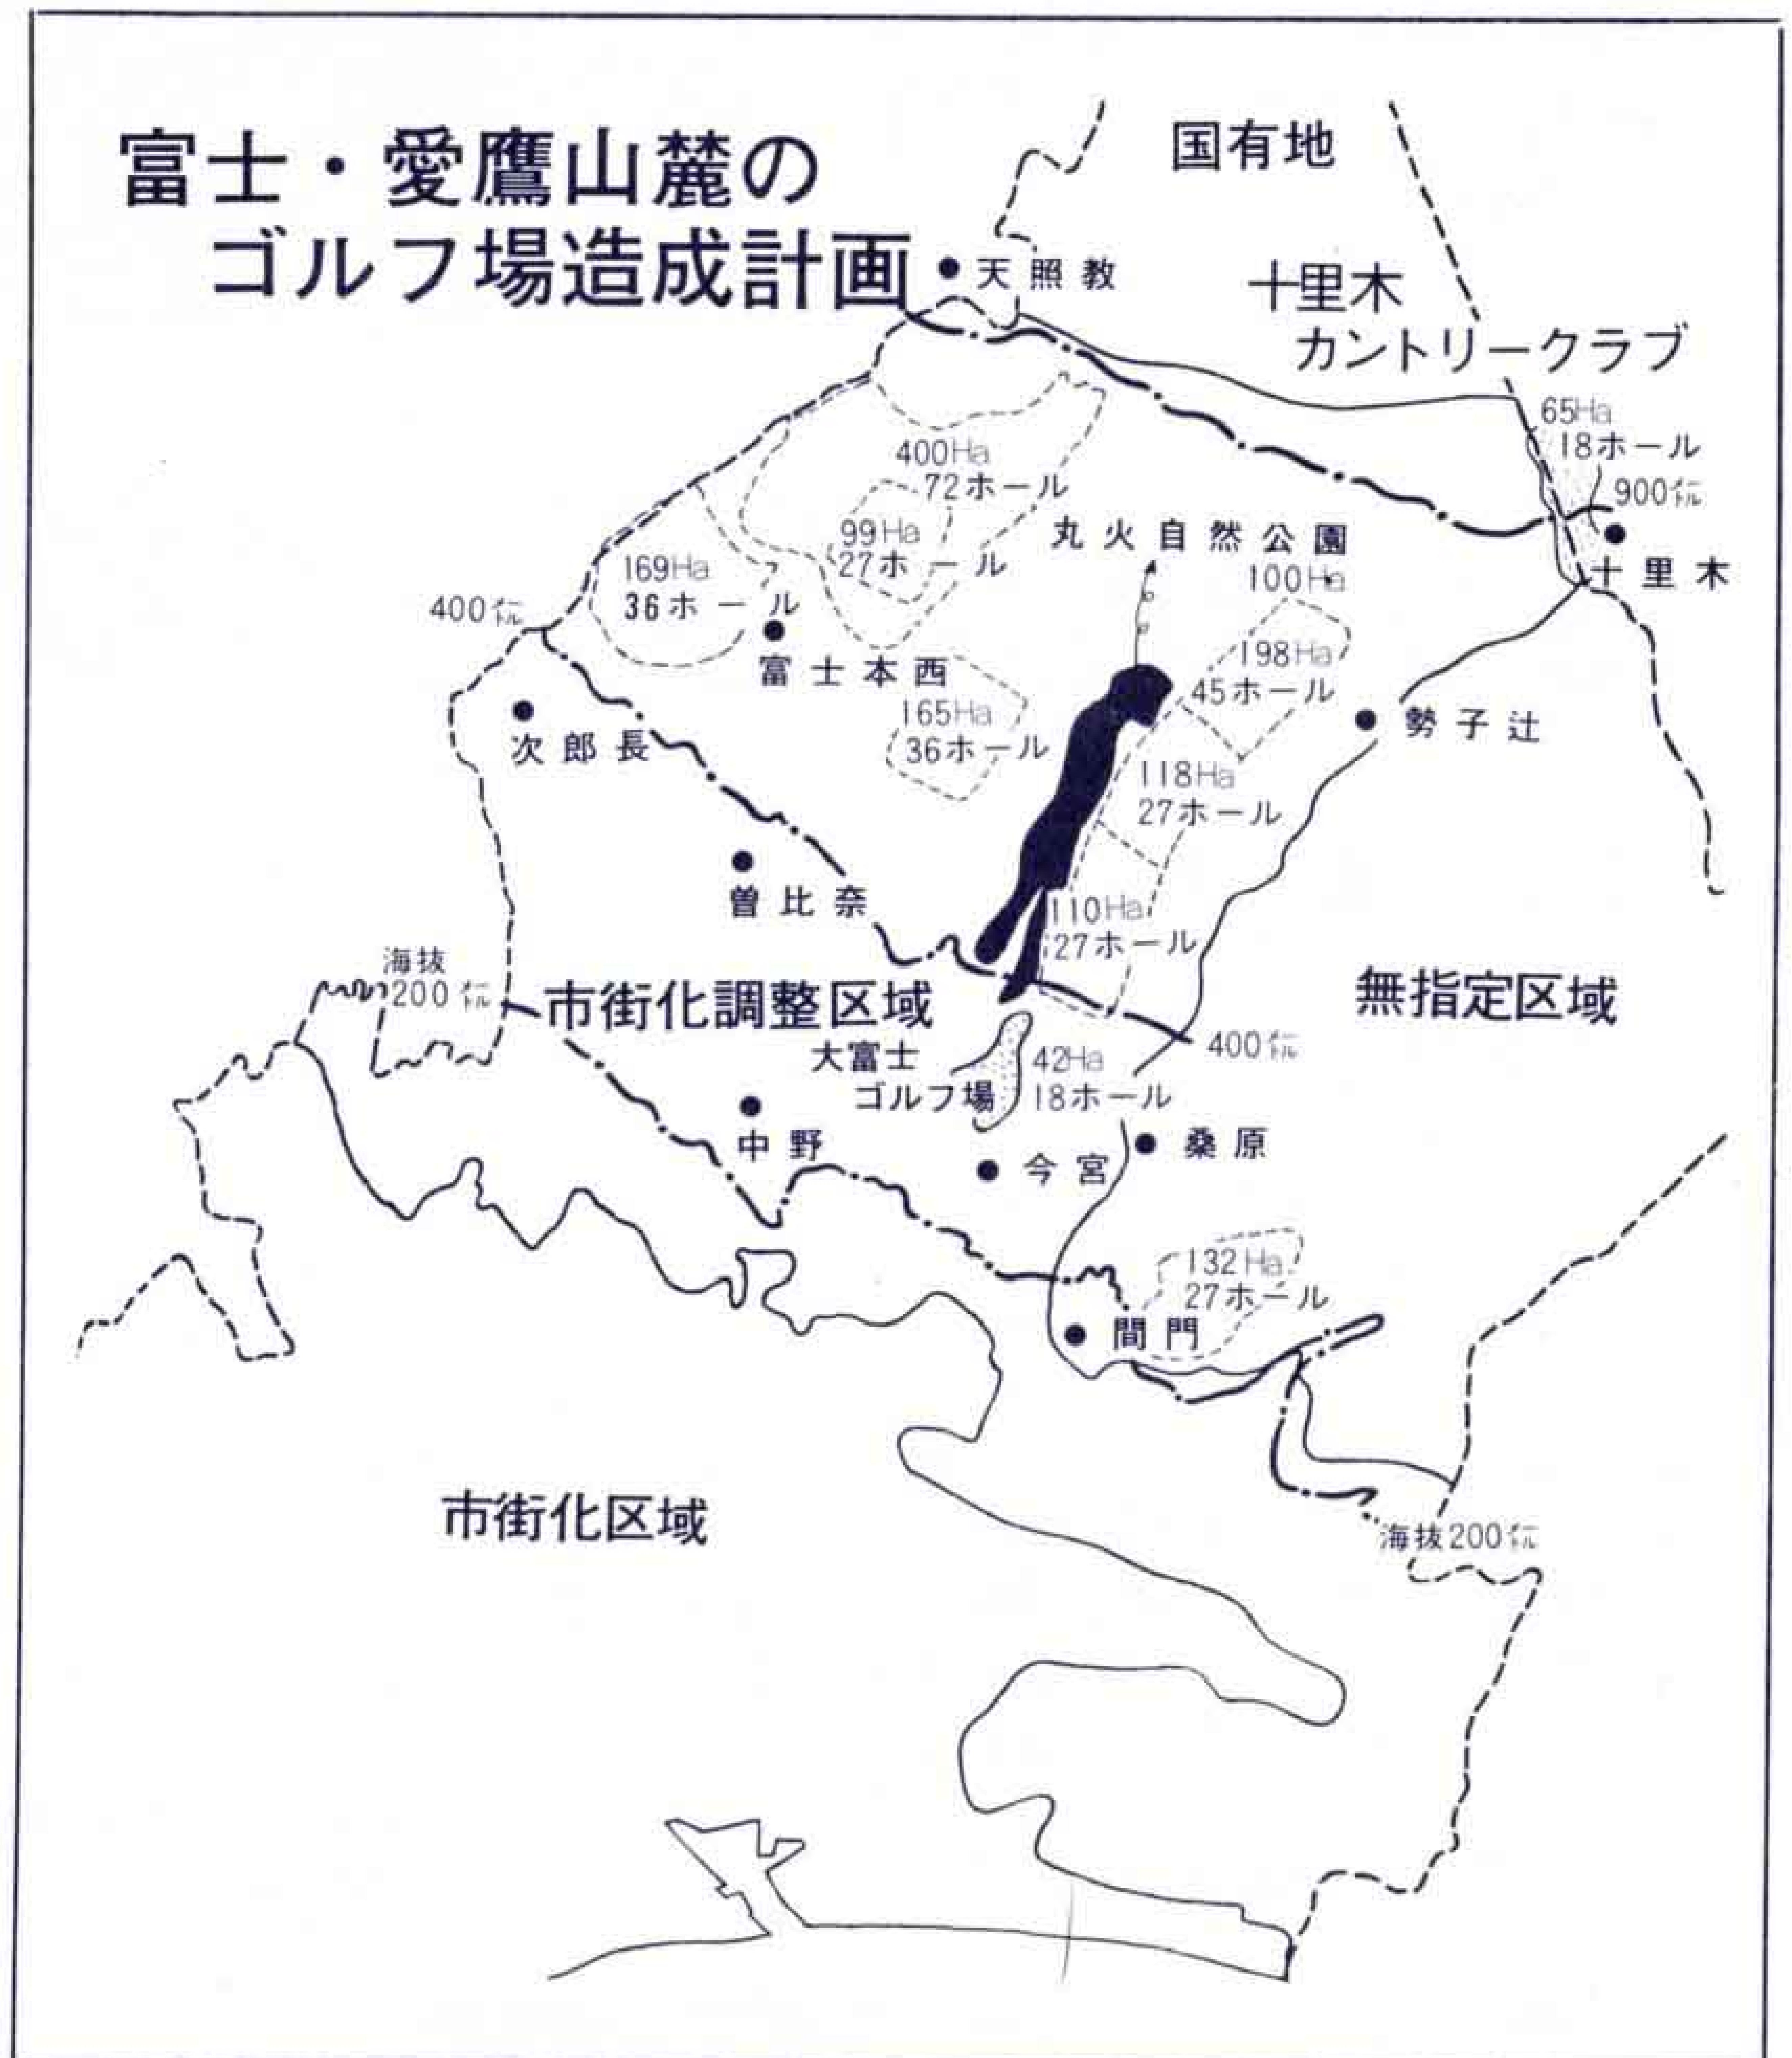 富士・愛鷹山麓の
ゴルフ場造成計画
国有地
天照教
十里木
カントリークラブ
65Ha
18ホール
900メートル
十里木
400Ha
72ホール
99Ha
27ホール
丸火自然公園
100Ha
169Ha
36ホール
400メートル
富士本西
198Ha
45ホール
165Ha
36ホール
勢子辻
次郎長
118Ha
27ホール
曽比奈
110Ha
27ホール
海抜
200メートル
市街化調整区域
無指定区域
400メートル
大富士
ゴルフ場
42Ha
18ホール
中野
今宮
桑原
132Ha
27ホール
間門
市街化区域
海抜200メートル